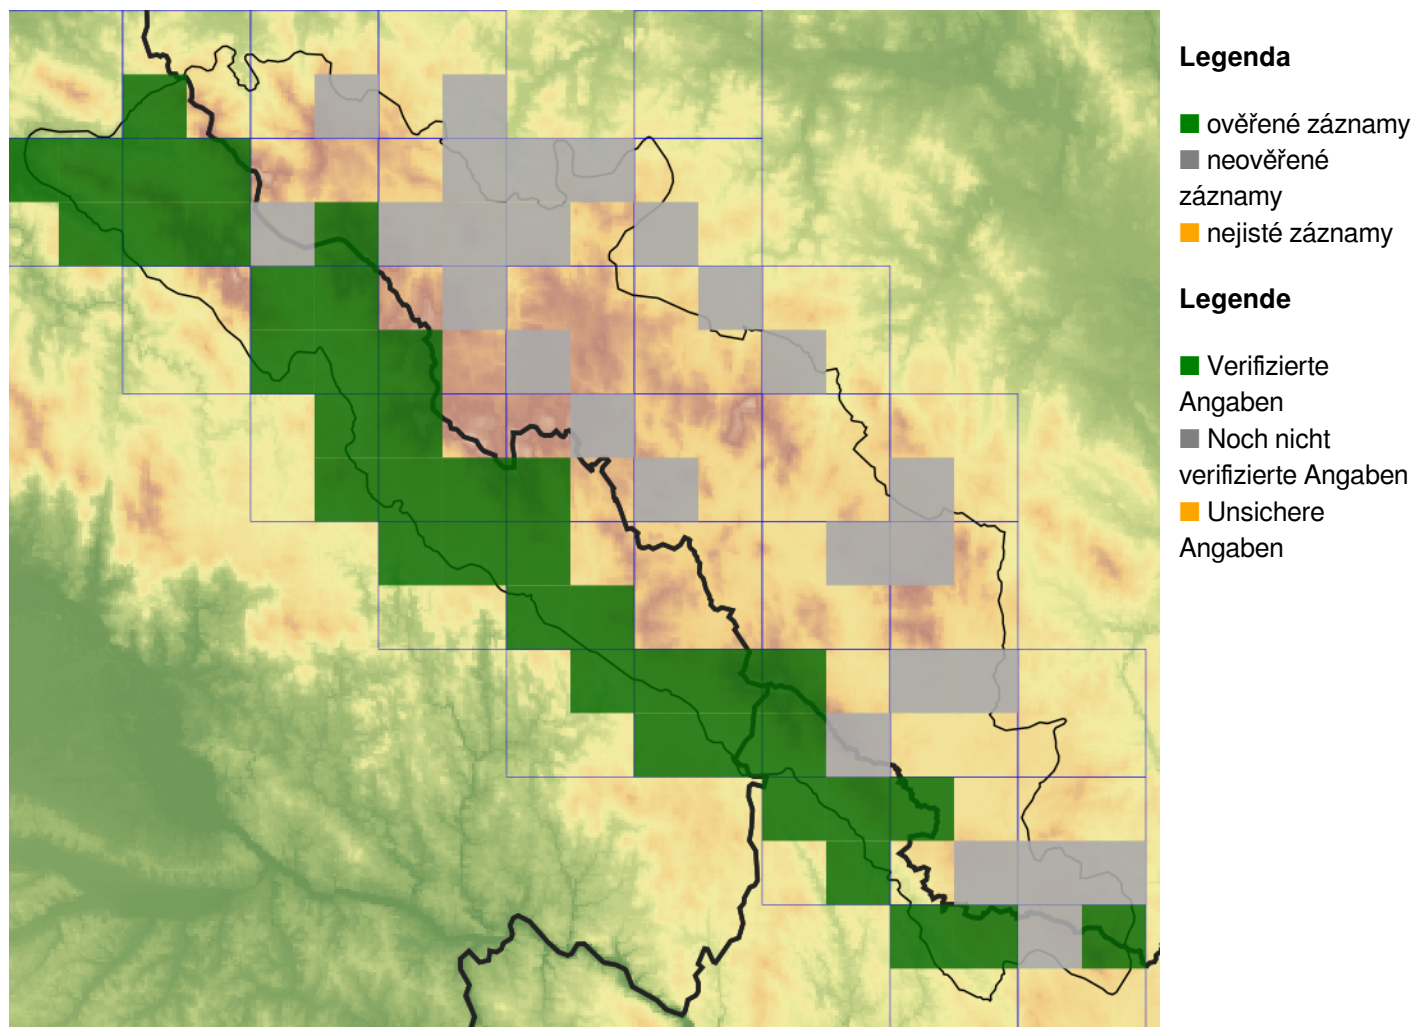 Legenda
ověřené záznamy
neověřené
záznamy
nejisté záznamy
Legende
Verifizierte
Angaben
Noch nicht
verifizierte Angaben
Unsichere
Angaben